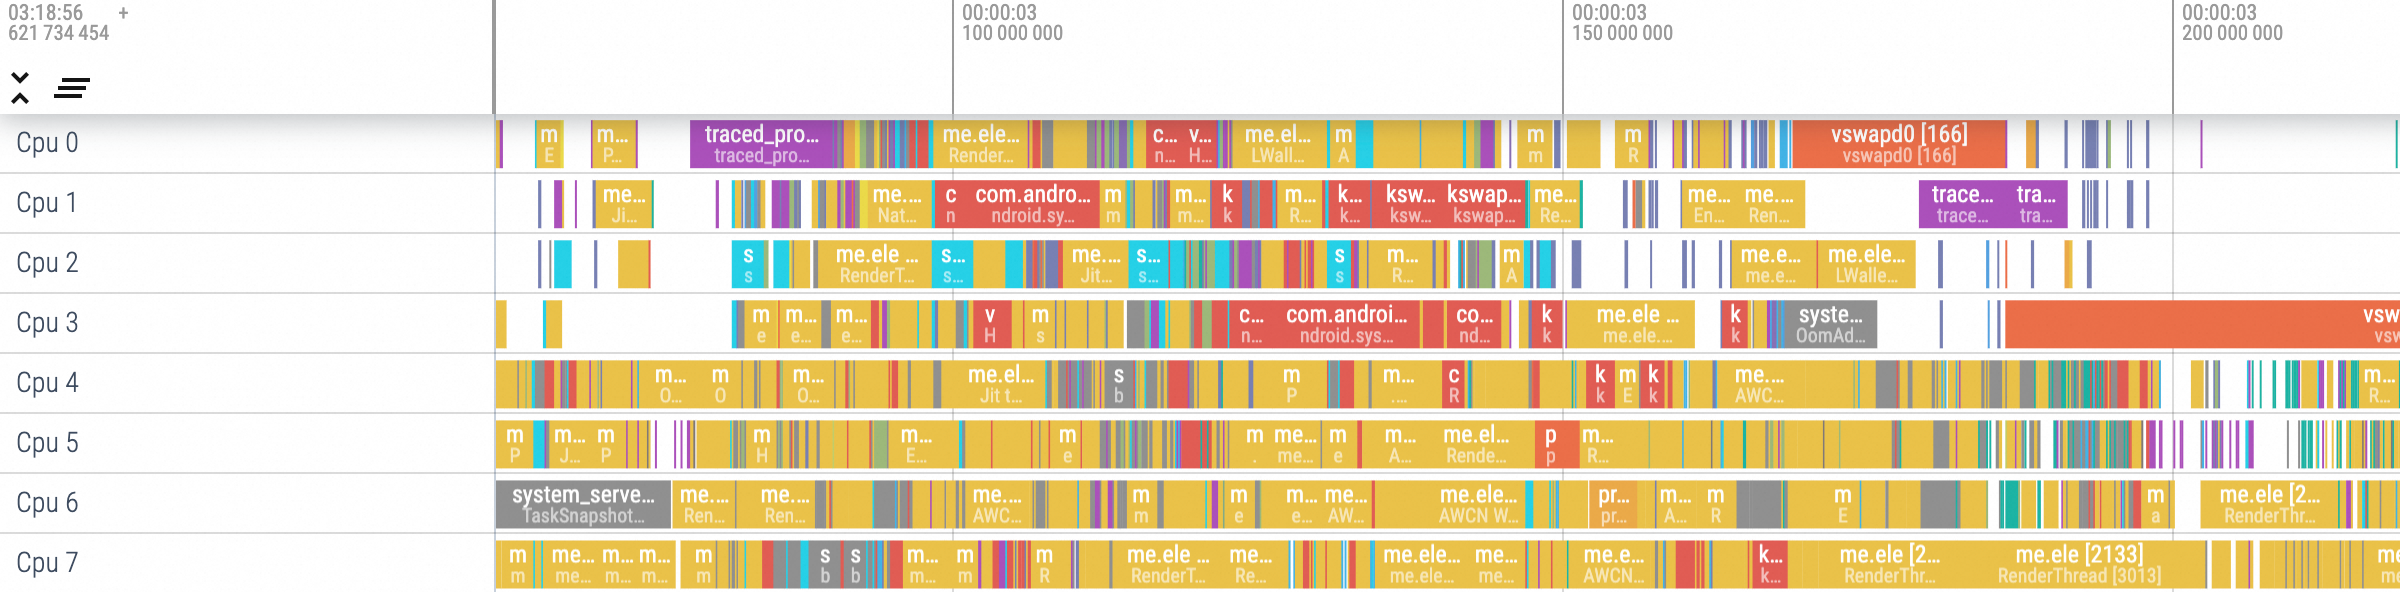 03:18:56 +
621 734 454
00:00:03
100 000 000
00:00:03
150 000 000
00:00:03
200 000 000
Cpu 0
m m... traced_pro... me.ele... c... v... me.el... m m m vswapd0 [166]
E P... traced_pro... Render... n... H... LWall... A m R vswapd0 [166]
Cpu 1
me.... me.... c com.andro... m m... k m... k... ksw... kswap... me... me... me.... trace... tra...
Ji... Nat... n ndroid.sy... m m... k R... k... ksw... kswap... Re... En... Ren... trace... tra...
Cpu 2
s me.ele ... s... me.... s... s m... m me.e... me.ele...
s RenderT... s... Jit... s... s R... A me.e... LWalle...
Cpu 3
m m... m... v m c... com.androi... co... k me.ele ... k syste... vsw
e e... e... H s n... ndroid.sys... nd... k me.ele.... k OomAd... vsv
Cpu 4
m... m m... me.el... s m m... c k m k me.... m...
O... O O... Jit t... b P .... R k E k AWC... R...
Cpu 5
m m... m m m... m m me... m m... me.el... p m...
P J... P H E... e . me... e A... Rende... p R...
Cpu 6
system_serve... me.... me.... me.... m m m... me... me.ele... pr... m... m m m me.ele [2...
TaskSnapshot... Ren... Ren... AWC... m e e... AW... AWCN W... pr... A... R E a RenderThr...
Cpu 7
m me... m... m... m s s m... m m me.ele ... me.... me.ele... me.... me.e... k... me.ele [2... me.ele [2133] me
m me... m... m... m b b m... m R RenderT... Re... me.ele... me... AWCN... k... RenderThr... RenderThread [3013] me